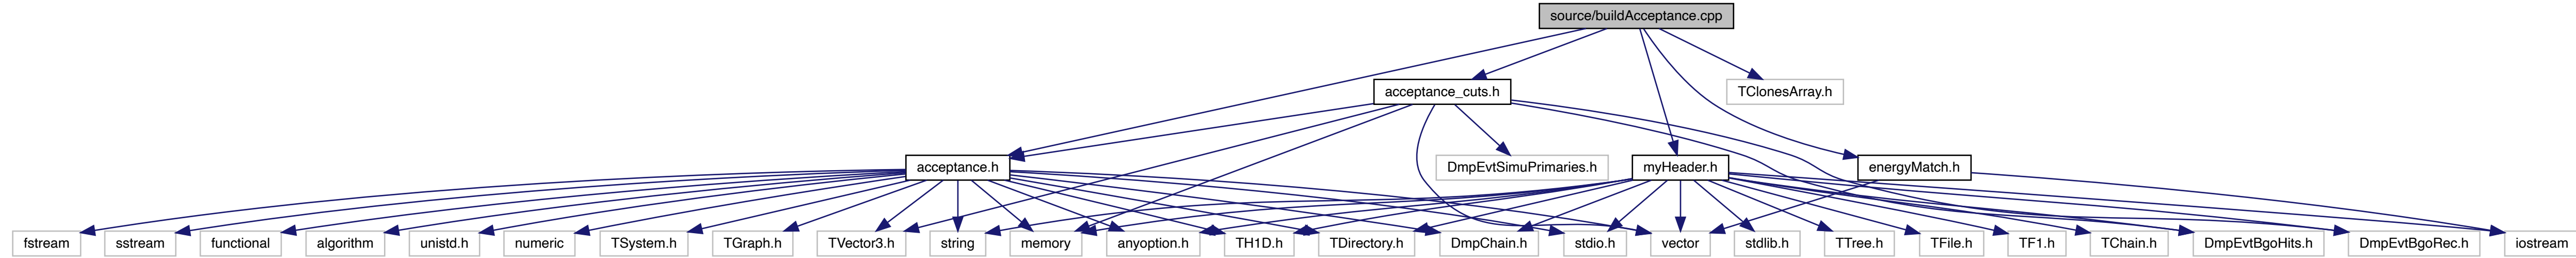 source/buildAcceptance.cpp
acceptance_cuts.h
TClonesArray.h
acceptance.h
DmpEvtSimuPrimaries.h
myHeader.h
energyMatch.h
fstream
sstream
functional
algorithm
unistd.h
numeric
TSystem.h
TGraph.h
TVector3.h
string
memory
anyoption.h
TH1D.h
TDirectory.h
DmpChain.h
stdio.h
vector
stdlib.h
TTree.h
TFile.h
TF1.h
TChain.h
DmpEvtBgoHits.h
DmpEvtBgoRec.h
iostream